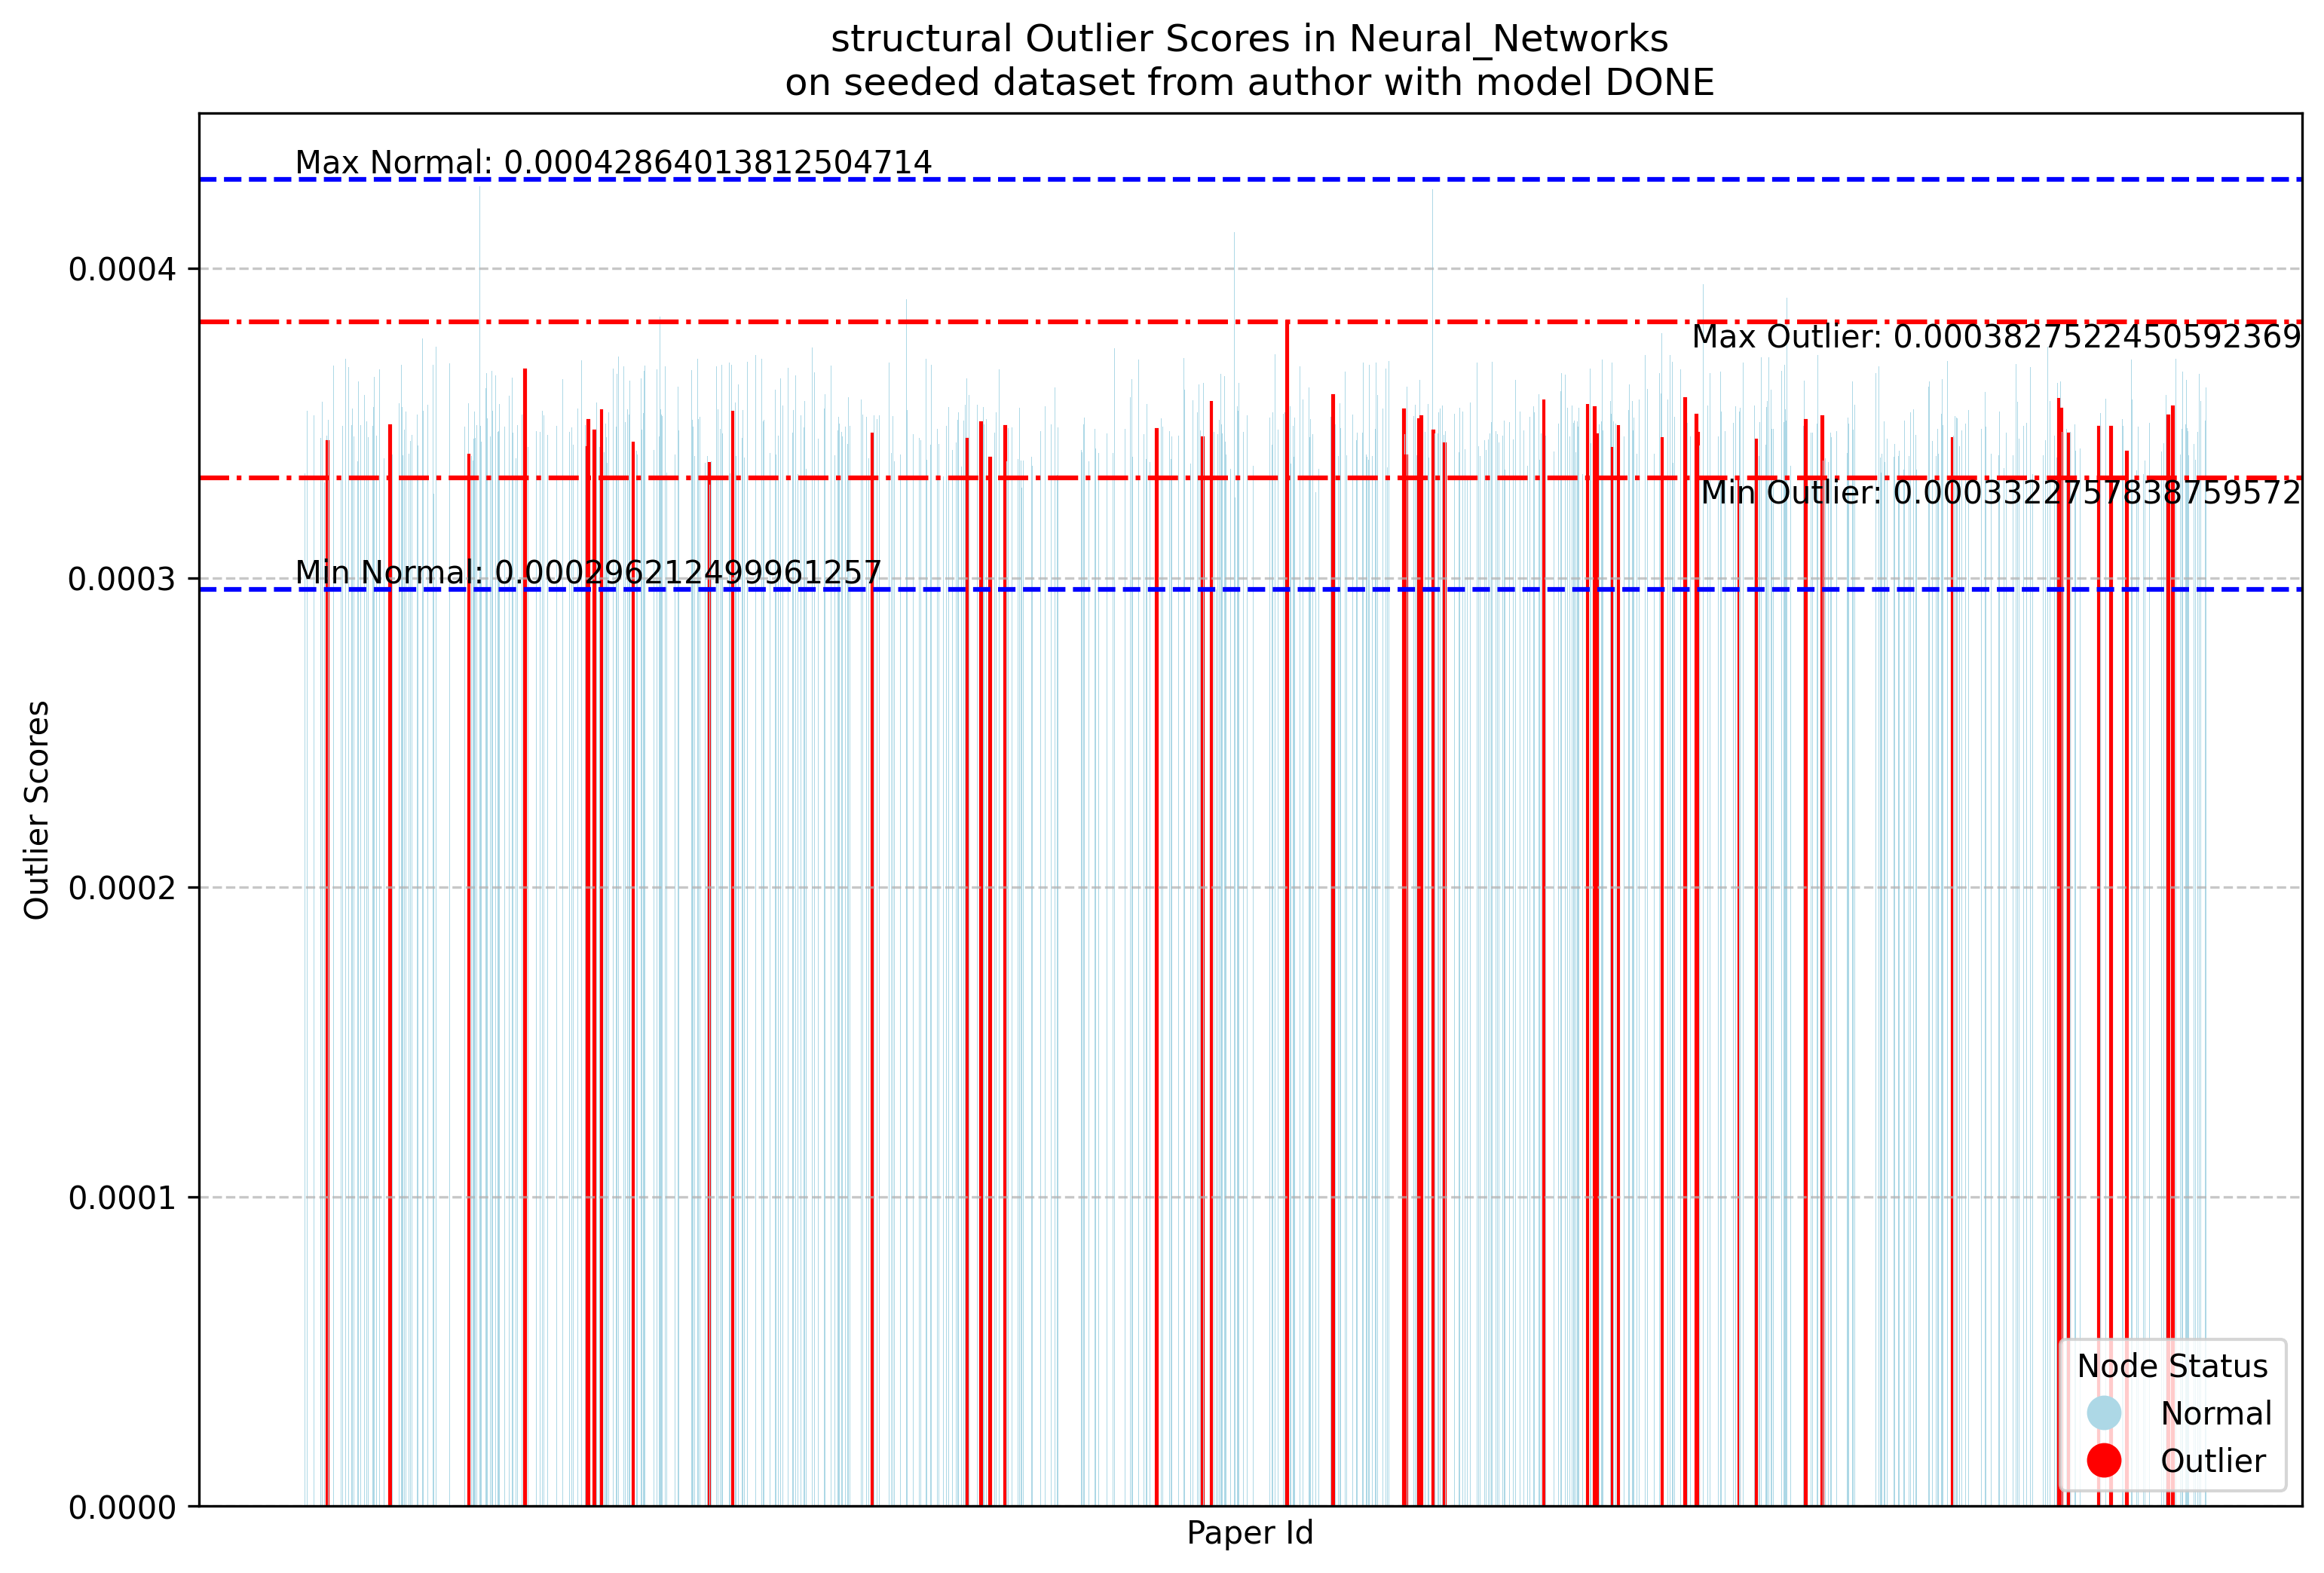 structural Outlier Scores in Neural_Networks
on seeded dataset from author with model DONE
Max Normal: 0.00042864013812504714
0.0004
Max Outlier: 0.0003827522450592369
Min Outlier: 0.0003322757838759572
Min Normal: 0.000296212499961257
0.0003
Outlier Scores
0.0002
0.0001
Node Status
Normal
Outlier
0.0000
Paper Id